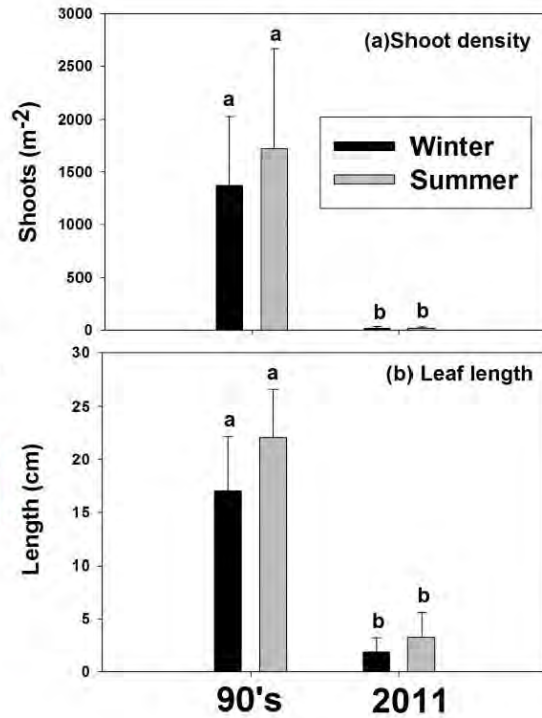 3000
(a)Shoot density
2500
2000
1500
1000
500
0
Shoots (m-2)
a
a
b
b
Winter
Summer
30
(b) Leaf length
25
20
15
10
5
0
Length (cm)
a
a
b
b
90's
2011